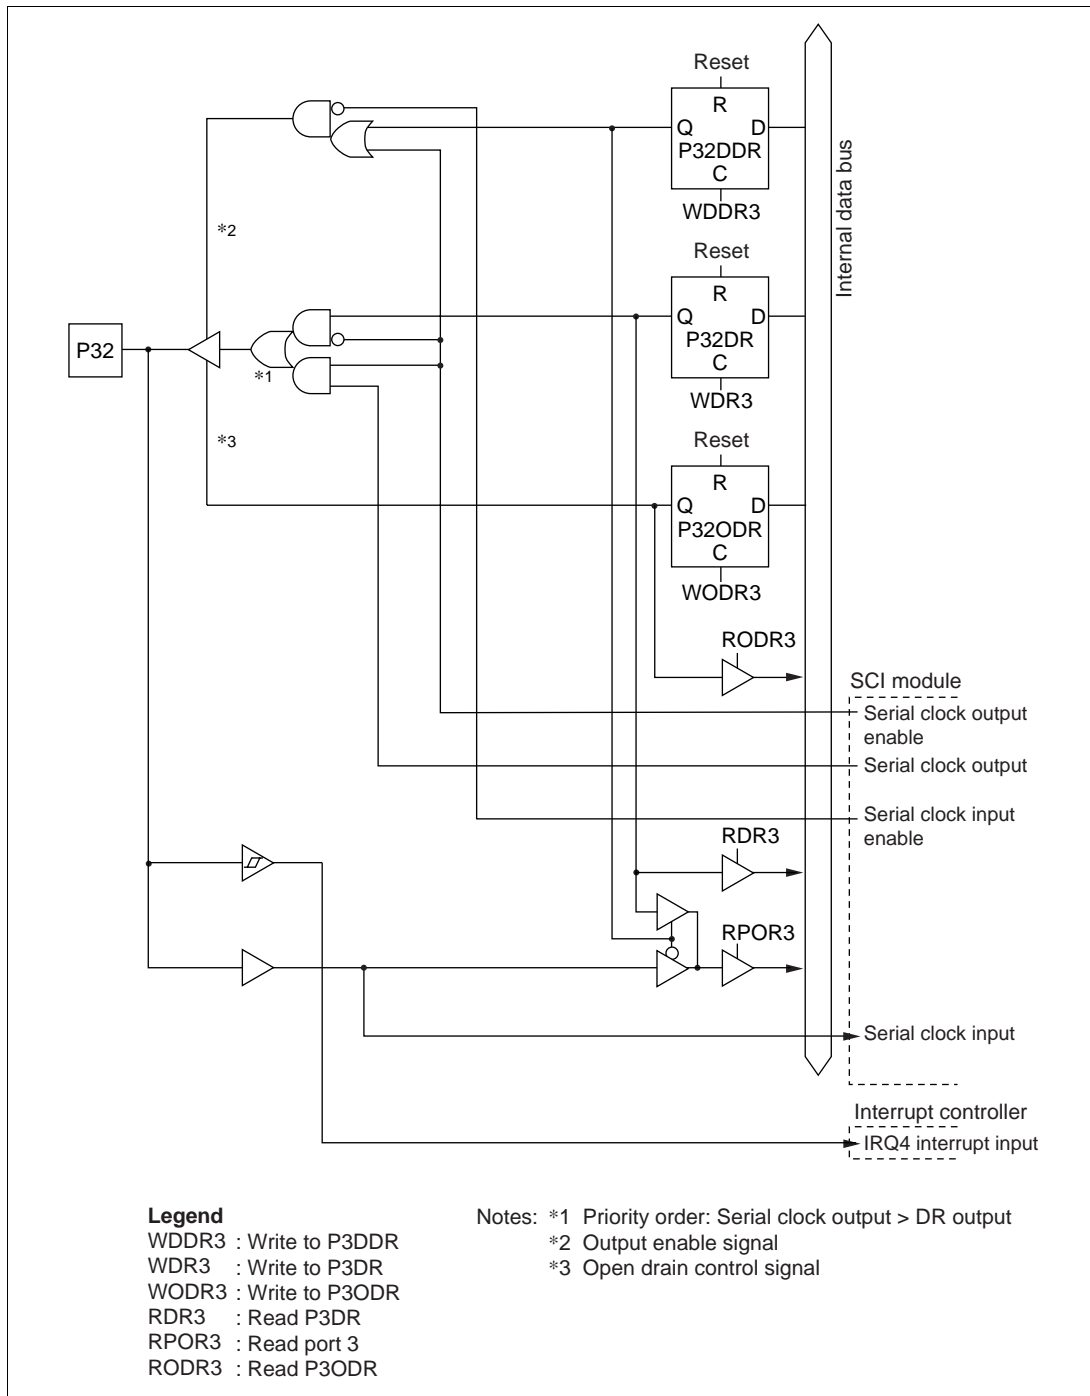 Reset
R
Q D
P32DDR
C
WDDR3
Internal data bus
*2
Reset
R
Q D
P32DR
C
WDR3
P32
*1
*3
Reset
R
Q D
P32ODR
C
WODR3
RODR3
SCI module
Serial clock output
enable
Serial clock output
Serial clock input
enable
RDR3
RPOR3
Serial clock input
Interrupt controller
IRQ4 interrupt input
Legend
WDDR3 : Write to P3DDR
WDR3 : Write to P3DR
WODR3 : Write to P3ODR
RDR3 : Read P3DR
RPOR3 : Read port 3
RODR3 : Read P3ODR
Notes: *1 Priority order: Serial clock output > DR output
*2 Output enable signal
*3 Open drain control signal